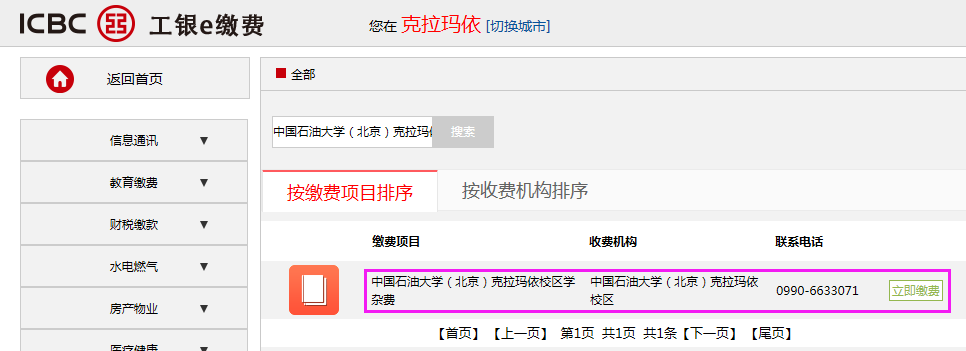 ICBC 工银e缴费 您在 克拉玛依 [切换城市]
返回首页
信息通讯 ▼
教育缴费 ▼
财税缴款 ▼
水电燃气 ▼
房产物业 ▼
医疗健康 ▼
全部
中国石油大学（北京）克拉玛依 搜索
按缴费项目排序 按收费机构排序
缴费项目 收费机构 联系电话
中国石油大学（北京）克拉玛依校区学
杂费
中国石油大学（北京）克拉玛依
校区
0990-6633071 立即缴费
【首页】 【上一页】 第1页 共1页 共1条【下一页】 【尾页】